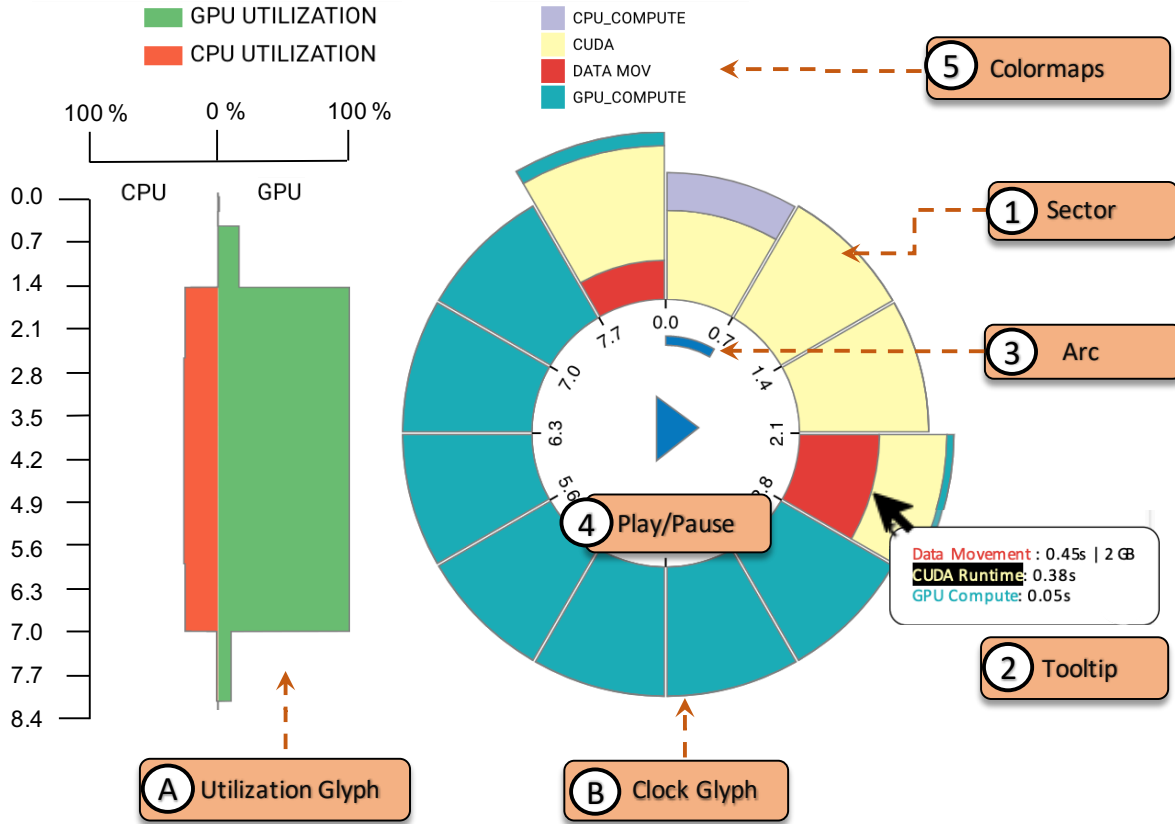 GPU UTILIZATION
CPU UTILIZATION
CPU_COMPUTE
CUDA
DATA MOV
GPU_COMPUTE
5 Colormaps
100 % 0 % 100 %
CPU GPU
0.0
0.7
1.4
2.1
2.8
3.5
4.2
4.9
5.6
6.3
7.0
7.7
8.4
1 Sector
3 Arc
0.0
0.7
1.4
2.1
5.6
6.3
7.0
7.7
4 Play/Pause
Data Movement : 0.45s | 2 GB
CUDA Runtime: 0.38s
GPU Compute: 0.05s
2 Tooltip
A Utilization Glyph
B Clock Glyph